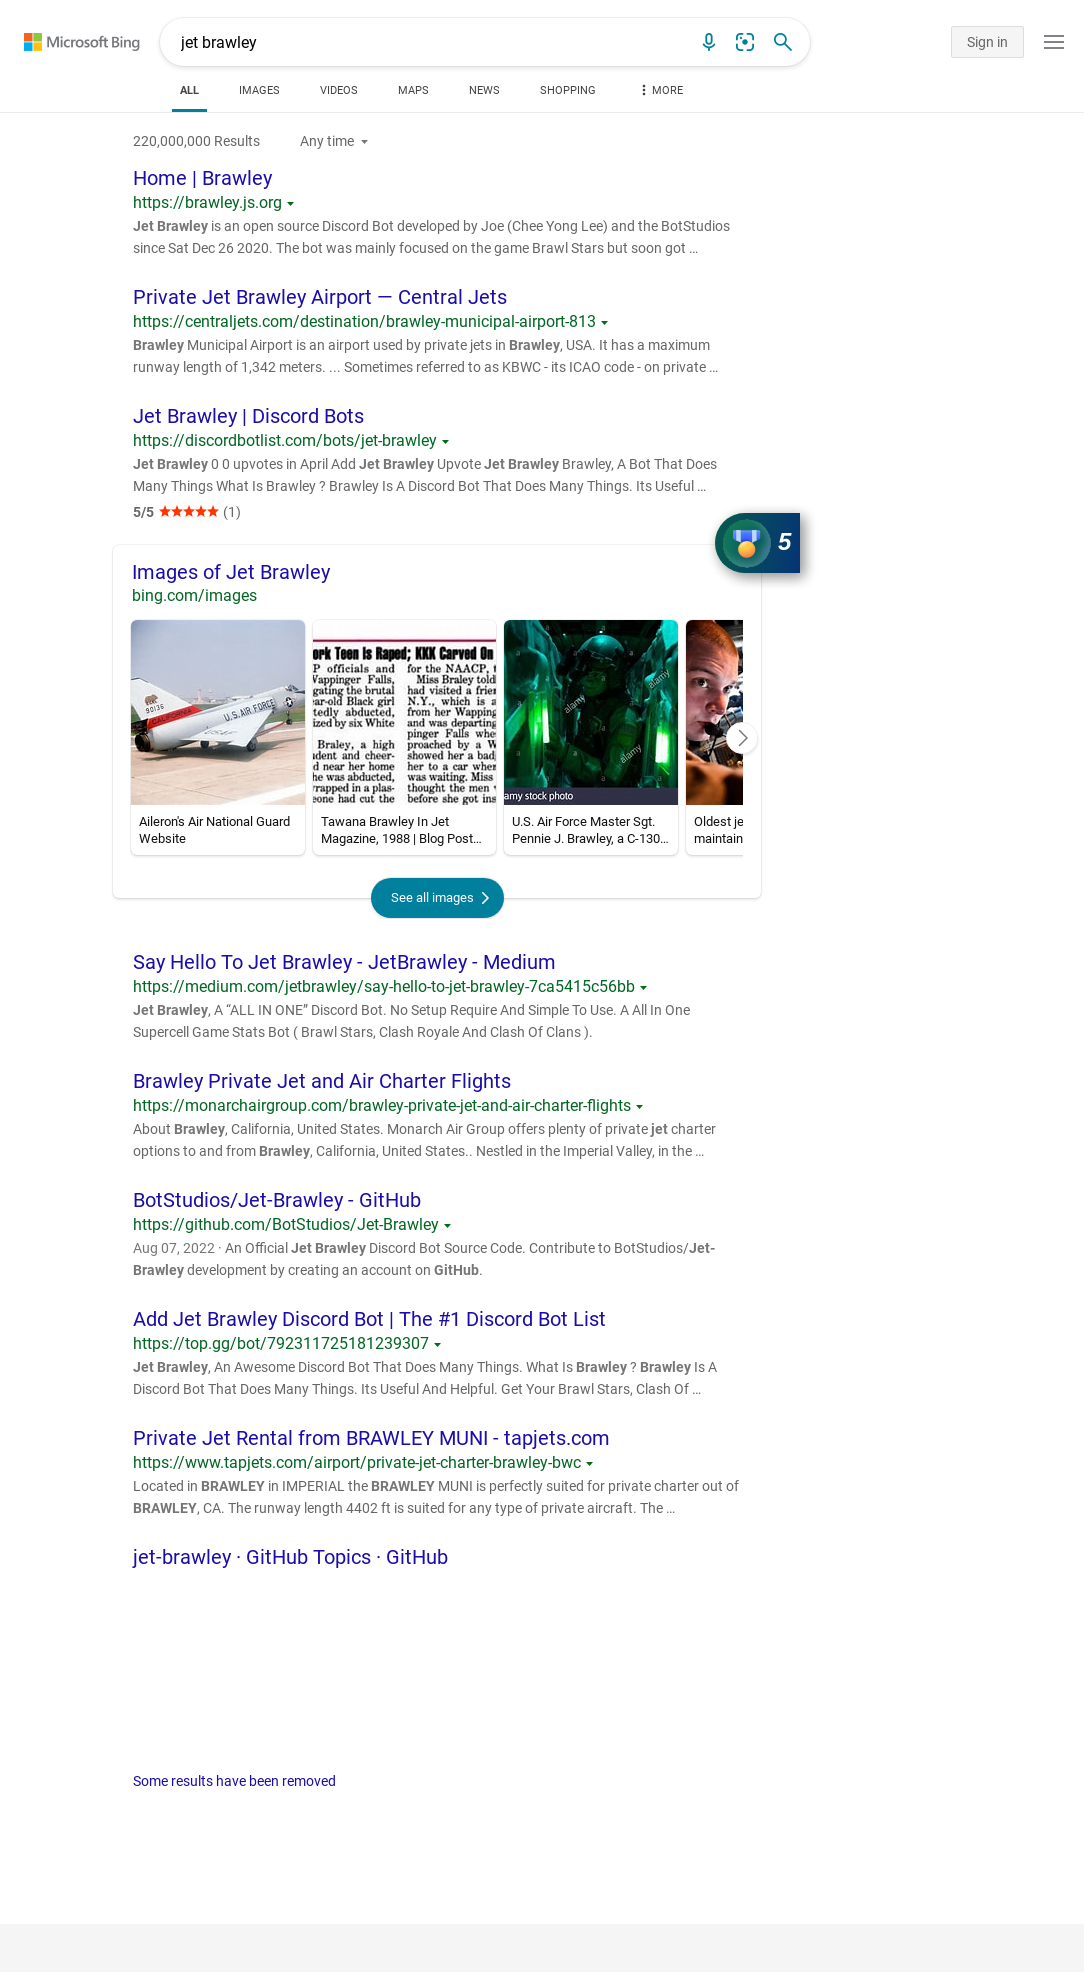 Microsoft Bing
jet brawley
Sign in
ALL
IMAGES
VIDEOS
MAPS
NEWS
SHOPPING
MORE
220,000,000 Results
Any time
Home | Brawley
https://brawley.js.org
Jet Brawley is an open source Discord Bot developed by Joe (Chee Yong Lee) and the BotStudios
since Sat Dec 26 2020. The bot was mainly focused on the game Brawl Stars but soon got ...
Private Jet Brawley Airport — Central Jets
https://centraljets.com/destination/brawley-municipal-airport-813
Brawley Municipal Airport is an airport used by private jets in Brawley, USA. It has a maximum
runway length of 1,342 meters. ... Sometimes referred to as KBWC - its ICAO code - on private ...
Jet Brawley | Discord Bots
https://discordbotlist.com/bots/jet-brawley
Jet Brawley 0 0 upvotes in April Add Jet Brawley Upvote Jet Brawley Brawley, A Bot That Does
Many Things What Is Brawley ? Brawley Is A Discord Bot That Does Many Things. Its Useful ...
5/5 (1)
5
Images of Jet Brawley
bing.com/images
90136
CALIFORNIA
U.S. AIR FORCE
ork Teen Is Raped; KKK Carved On
P officials and
Wappinger Falls,
gating the brutal
ear-old Black girl
tedly abducted,
ized by six White
Braley, a high
udent and cheer-
d near her home
he was abducted,
wrapped in a plas-
eone had cut the
for the NAACP, t
Miss Braley told
had visited a frien
N.Y., which is a
from her Wapping
and was departing
pinger Falls when
proached by a W
showed her a badg
her to a car where
was waiting. Miss
thought the men w
before she got ins
alamy
alamy
alamy
amy stock photo
Aileron's Air National Guard
Website
Tawana Brawley In Jet
Magazine, 1988 | Blog Post...
U.S. Air Force Master Sgt.
Pennie J. Brawley, a C-130...
Oldest je
maintain
See all images
Say Hello To Jet Brawley - JetBrawley - Medium
https://medium.com/jetbrawley/say-hello-to-jet-brawley-7ca5415c56bb
Jet Brawley, A “ALL IN ONE” Discord Bot. No Setup Require And Simple To Use. A All In One
Supercell Game Stats Bot ( Brawl Stars, Clash Royale And Clash Of Clans ).
Brawley Private Jet and Air Charter Flights
https://monarchairgroup.com/brawley-private-jet-and-air-charter-flights
About Brawley, California, United States. Monarch Air Group offers plenty of private jet charter
options to and from Brawley, California, United States.. Nestled in the Imperial Valley, in the ...
BotStudios/Jet-Brawley - GitHub
https://github.com/BotStudios/Jet-Brawley
Aug 07, 2022 · An Official Jet Brawley Discord Bot Source Code. Contribute to BotStudios/Jet-
Brawley development by creating an account on GitHub.
Add Jet Brawley Discord Bot | The #1 Discord Bot List
https://top.gg/bot/792311725181239307
Jet Brawley, An Awesome Discord Bot That Does Many Things. What Is Brawley ? Brawley Is A
Discord Bot That Does Many Things. Its Useful And Helpful. Get Your Brawl Stars, Clash Of ...
Private Jet Rental from BRAWLEY MUNI - tapjets.com
https://www.tapjets.com/airport/private-jet-charter-brawley-bwc
Located in BRAWLEY in IMPERIAL the BRAWLEY MUNI is perfectly suited for private charter out of
BRAWLEY, CA. The runway length 4402 ft is suited for any type of private aircraft. The ...
jet-brawley · GitHub Topics · GitHub
Some results have been removed